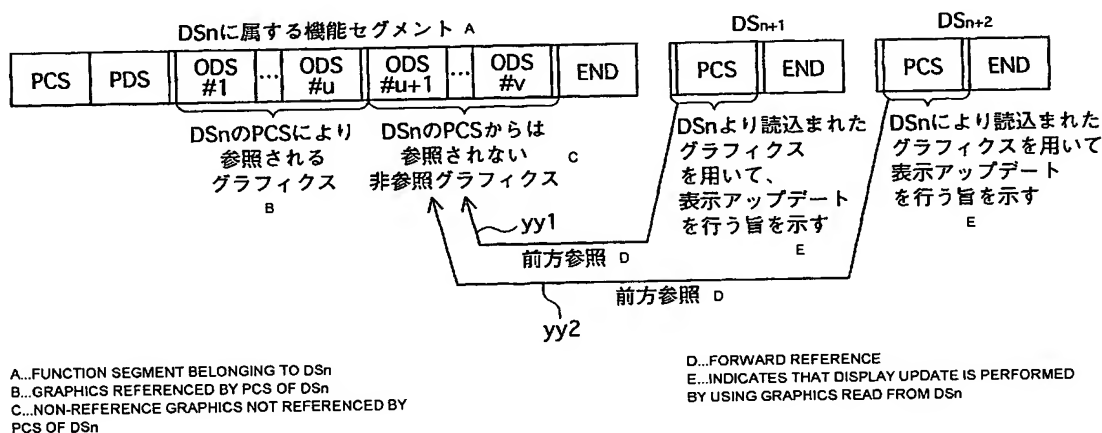 DSnに属する機能セグメント A
DSn+1
DSn+2
PCS PDS ODS #1 … ODS #u ODS #u+1 … ODS #v END
PCS END
PCS END
DSnのPCSにより
参照される
グラフィクス
B
DSnのPCSからは
参照されない
非参照グラフィクス
C
DSnより読込まれた
グラフィクス
を用いて、
表示アップデート
を行う旨を示す
E
DSnにより読込まれた
グラフィクスを用いて
表示アップデート
を行う旨を示す
E
yy1
前方参照 D
前方参照 D
yy2
A...FUNCTION SEGMENT BELONGING TO DSn
B...GRAPHICS REFERENCED BY PCS OF DSn
C...NON-REFERENCE GRAPHICS NOT REFERENCED BY
PCS OF DSn
D...FORWARD REFERENCE
E...INDICATES THAT DISPLAY UPDATE IS PERFORMED
BY USING GRAPHICS READ FROM DSn